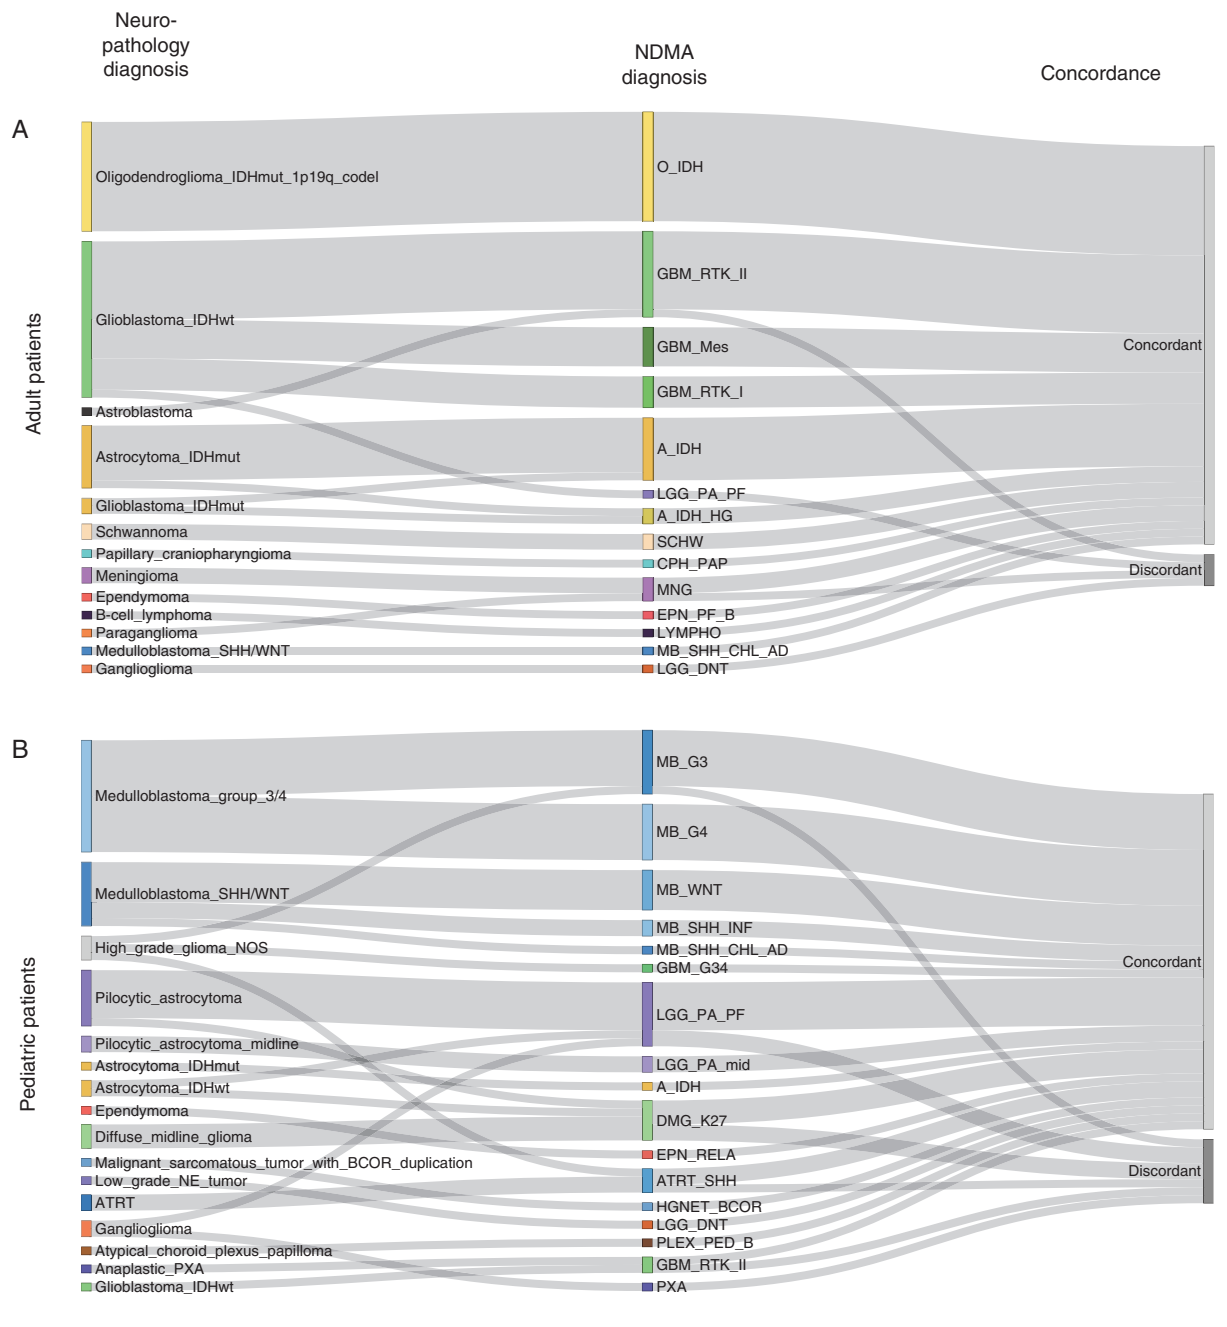 Neuro-
pathology
diagnosis
NDMA
diagnosis
Concordance
A
Adult patients
Oligodendroglioma_IDHmut_1p19q_codel
Glioblastoma_IDHwt
Astroblastoma
Astrocytoma_IDHmut
Glioblastoma_IDHmut
Schwannoma
Papillary_craniopharyngioma
Meningioma
Ependymoma
B-cell_lymphoma
Paraganglioma
Medulloblastoma_SHH/WNT
Ganglioglioma
O_IDH
GBM_RTK_II
GBM_Mes
GBM_RTK_I
A_IDH
LGG_PA_PF
A_IDH_HG
SCHW
CPH_PAP
MNG
EPN_PF_B
LYMPHO
MB_SHH_CHL_AD
LGG_DNT
Concordant
Discordant
B
Pediatric patients
Medulloblastoma_group_3/4
Medulloblastoma_SHH/WNT
High_grade_glioma_NOS
Pilocytic_astrocytoma
Pilocytic_astrocytoma_midline
Astrocytoma_IDHmut
Astrocytoma_IDHwt
Ependymoma
Diffuse_midline_glioma
Malignant_sarcomatous_tumor_with_BCOR_duplication
Low_grade_NE_tumor
ATRT
Ganglioglioma
Atypical_choroid_plexus_papilloma
Anaplastic_PXA
Glioblastoma_IDHwt
MB_G3
MB_G4
MB_WNT
MB_SHH_INF
MB_SHH_CHL_AD
GBM_G34
LGG_PA_PF
LGG_PA_mid
A_IDH
DMG_K27
EPN_RELA
ATRT_SHH
HGNET_BCOR
LGG_DNT
PLEX_PED_B
GBM_RTK_II
PXA
Concordant
Discordant